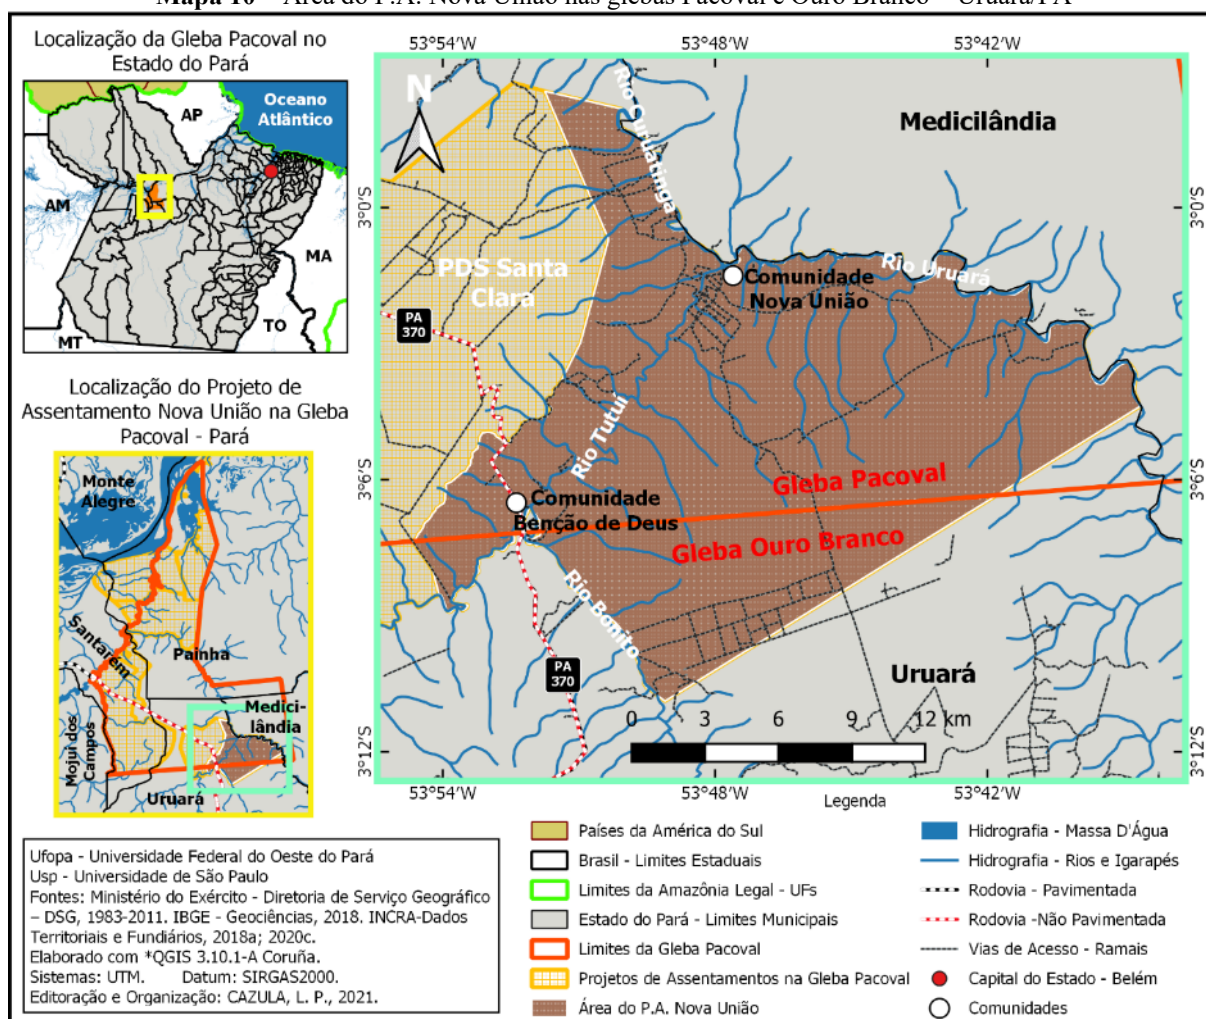 Mapa 10 – Área do P.A. Nova União nas glebas Pacoval e Ouro Branco – Uruará/PA
Localização da Gleba Pacoval no
Estado do Pará
Oceano
Atlântico
AP
AM
MA
TO
MT
Localização do Projeto de
Assentamento Nova União na Gleba
Pacoval - Pará
Monte
Alegre
Santarém
Painha
Medici-
lândia
Mojuí dos
Campos
Uruará
53°54'W
53°48'W
53°42'W
N
Rio Curuatinga
Medicilândia
3°0'S
3°0'S
PDS Santa
Clara
Comunidade
Nova União
Rio Uruará
PA
370
Rio Tutuí
3°6'S
3°6'S
Gleba Pacoval
Comunidade
Benção de Deus
Gleba Ouro Branco
Rio Bonito
PA
370
Uruará
0 3 6 9 12 km
3°12'S
3°12'S
53°54'W
53°48'W
53°42'W
Legenda
Países da América do Sul
Brasil - Limites Estaduais
Limites da Amazônia Legal - UFs
Estado do Pará - Limites Municipais
Limites da Gleba Pacoval
Projetos de Assentamentos na Gleba Pacoval
Área do P.A. Nova União
Hidrografia - Massa D'Água
Hidrografia - Rios e Igarapés
Rodovia - Pavimentada
Rodovia -Não Pavimentada
Vias de Acesso - Ramais
Capital do Estado - Belém
Comunidades
Ufopa - Universidade Federal do Oeste do Pará
Usp - Universidade de São Paulo
Fontes: Ministério do Exército - Diretoria de Serviço Geográfico
– DSG, 1983-2011. IBGE - Geociências, 2018. INCRA-Dados
Territoriais e Fundiários, 2018a; 2020c.
Elaborado com *QGIS 3.10.1-A Coruña.
Sistemas: UTM. Datum: SIRGAS2000.
Editoração e Organização: CAZULA, L. P., 2021.